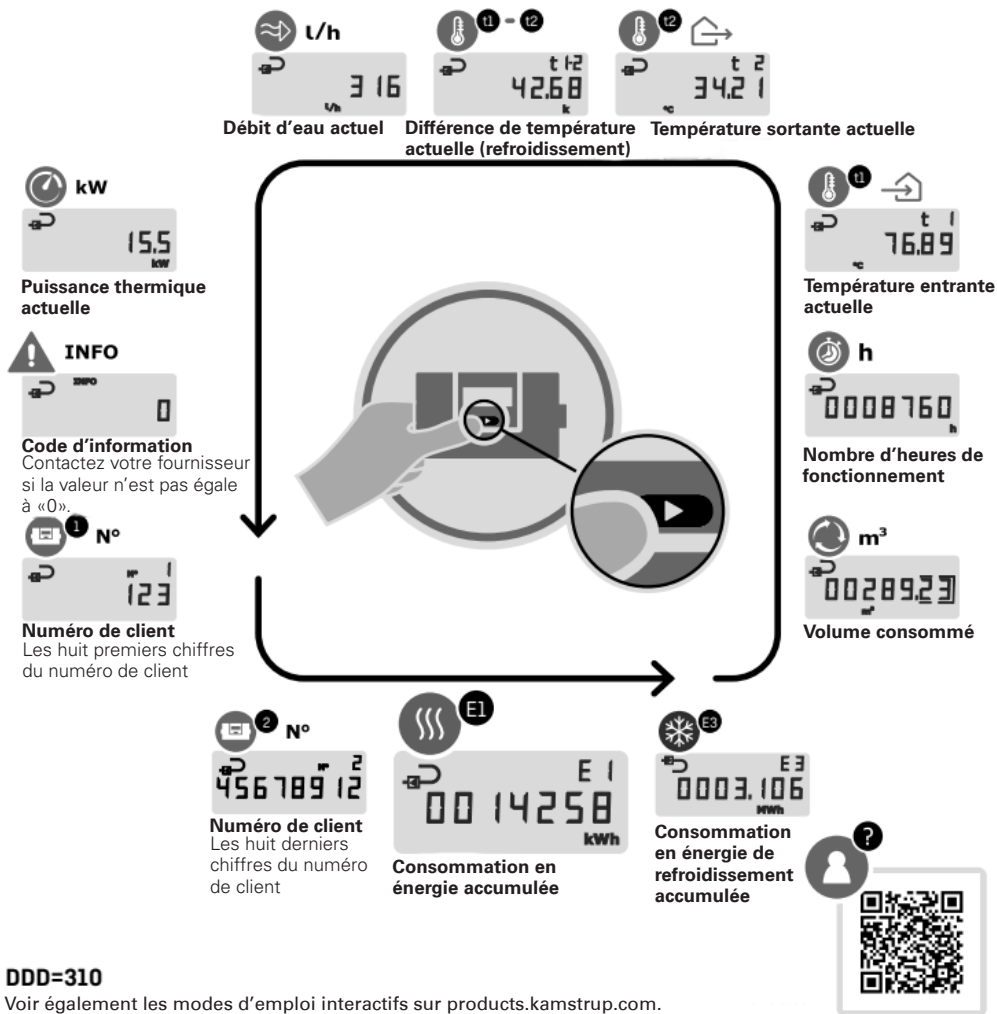 l/h
316
l/h
Débit d'eau actuel
t1 - t2
t 1-2
42.68
k
Différence de température
actuelle (refroidissement)
t2
t 2
34.21
°C
Température sortante actuelle
kW
15.5
kW
Puissance thermique
actuelle
t1
t 1
76.89
°C
Température entrante
actuelle
INFO
INFO
0
Code d'information
Contactez votre fournisseur
si la valeur n'est pas égale
à «0».
h
0008760
h
Nombre d'heures de
fonctionnement
1 N°
N° 1
123
Numéro de client
Les huit premiers chiffres
du numéro de client
m³
00289.23
m³
Volume consommé
2 N°
N° 2
45678912
Numéro de client
Les huit derniers
chiffres du numéro
de client
E1
E 1
0014258
kWh
Consommation en
énergie accumulée
E3
E 3
0003.106
MWh
Consommation
en énergie de
refroidissement
accumulée
?
DDD=310
Voir également les modes d'emploi interactifs sur products.kamstrup.com.